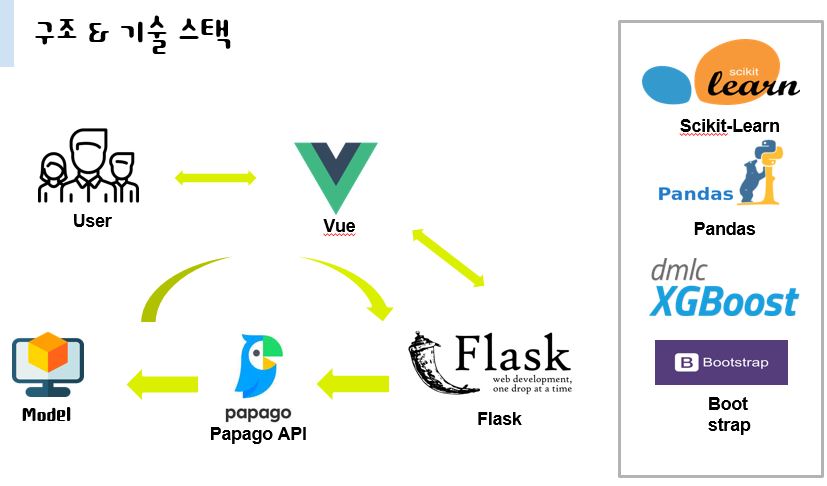 구조 & 기술 스택
User
Vue
Model
papago
Papago API
Flask
web development,
one drop at a time
Flask
scikit
learn
Scikit-Learn
Pandas
Pandas
dmlc
XGBoost
B Bootstrap
Boot
strap